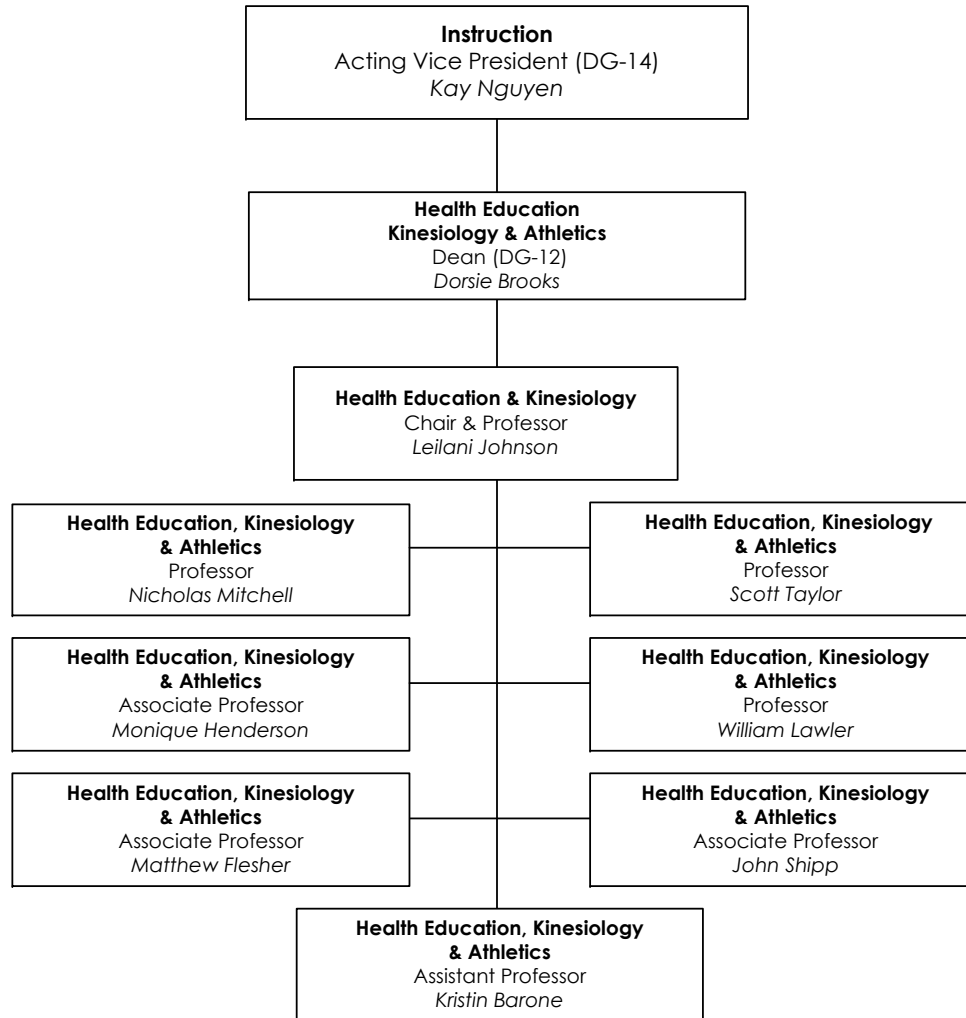 Instruction
Acting Vice President (DG-14)
Kay Nguyen
Health Education
Kinesiology & Athletics
Dean (DG-12)
Dorsie Brooks
Health Education & Kinesiology
Chair & Professor
Leilani Johnson
Health Education, Kinesiology
& Athletics
Professor
Nicholas Mitchell
Health Education, Kinesiology
& Athletics
Professor
Scott Taylor
Health Education, Kinesiology
& Athletics
Associate Professor
Monique Henderson
Health Education, Kinesiology
& Athletics
Professor
William Lawler
Health Education, Kinesiology
& Athletics
Associate Professor
Matthew Flesher
Health Education, Kinesiology
& Athletics
Associate Professor
John Shipp
Health Education, Kinesiology
& Athletics
Assistant Professor
Kristin Barone